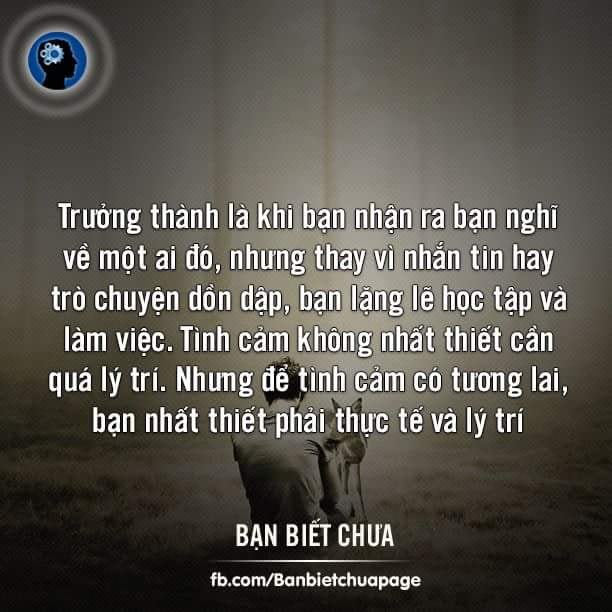 Trưởng thành là khi bạn nhận ra bạn nghĩ
về một ai đó, nhưng thay vì nhắn tin hay
trò chuyện dồn dập, bạn lặng lẽ học tập và
làm việc. Tình cảm không nhất thiết cần
quá lý trí. Nhưng để tình cảm có tương lai,
bạn nhất thiết phải thực tế và lý trí
BẠN BIẾT CHƯA
fb.com/Banbietchuapage